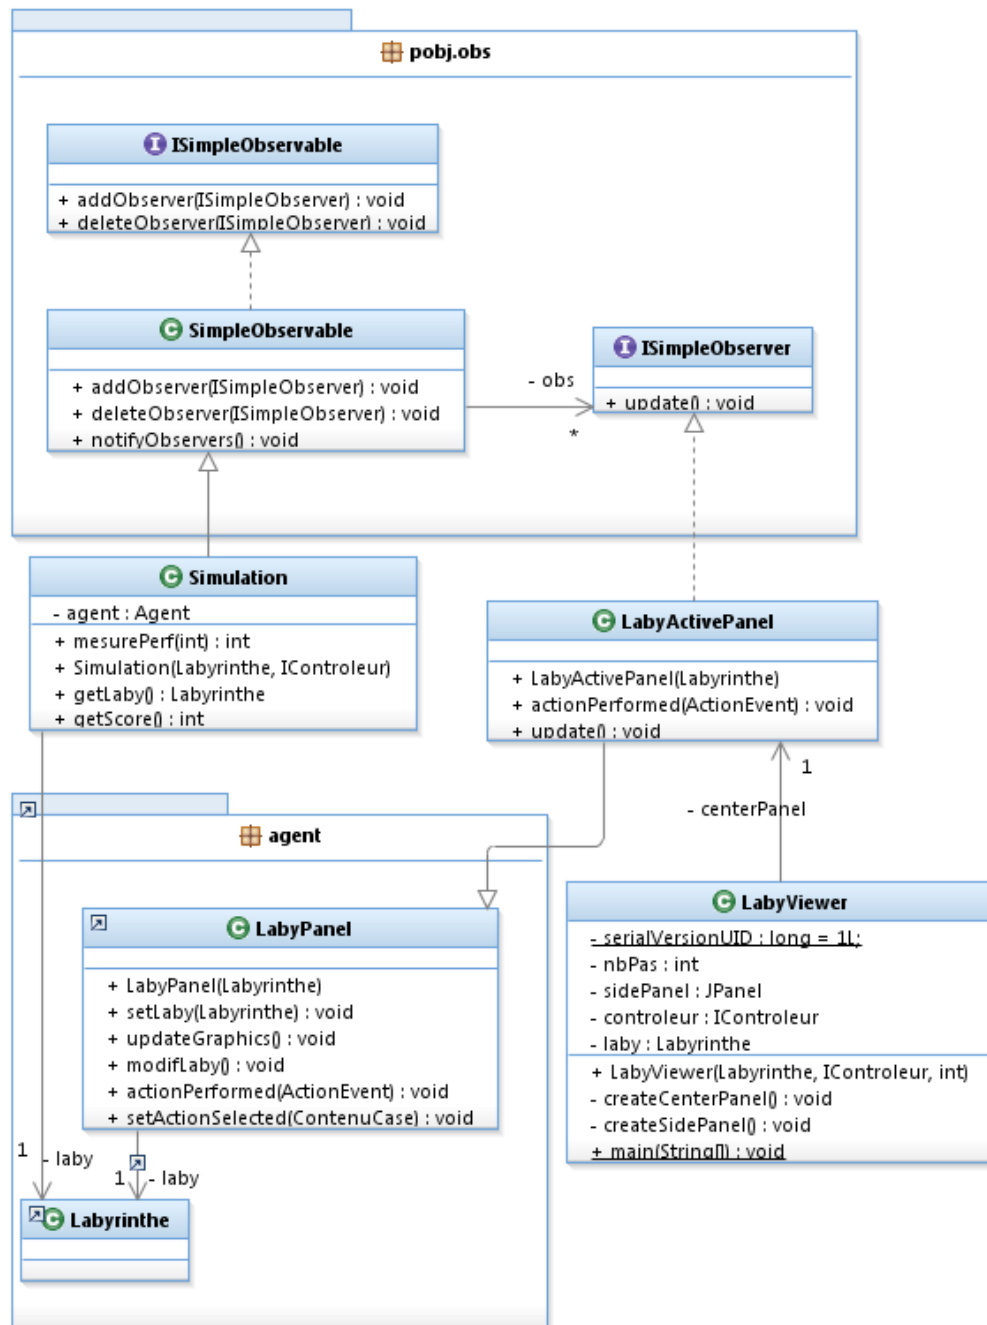 pobj.obs
I ISimpleObservable
+ addObserver(ISimpleObserver) : void
+ deleteObserver(ISimpleObserver) : void
C SimpleObservable
+ addObserver(ISimpleObserver) : void
+ deleteObserver(ISimpleObserver) : void
+ notifyObservers() : void
- obs
*
I ISimpleObserver
+ update() : void
C Simulation
- agent : Agent
+ mesurePerf(int) : int
+ Simulation(Labyrinthe, IControleur)
+ getLaby() : Labyrinthe
+ getScore() : int
C LabyActivePanel
+ LabyActivePanel(Labyrinthe)
+ actionPerformed(ActionEvent) : void
+ update() : void
1
- centerPanel
agent
C LabyPanel
+ LabyPanel(Labyrinthe)
+ setLaby(Labyrinthe) : void
+ updateGraphics() : void
+ modifLaby() : void
+ actionPerformed(ActionEvent) : void
+ setActionSelected(ContenuCase) : void
C LabyViewer
- serialVersionUID : long = 1L;
- nbPas : int
- sidePanel : JPanel
- controleur : IControleur
- laby : Labyrinthe
+ LabyViewer(Labyrinthe, IControleur, int)
- createCenterPanel() : void
- createSidePanel() : void
+ main(String[]) : void
1 - laby
1 - laby
C Labyrinthe